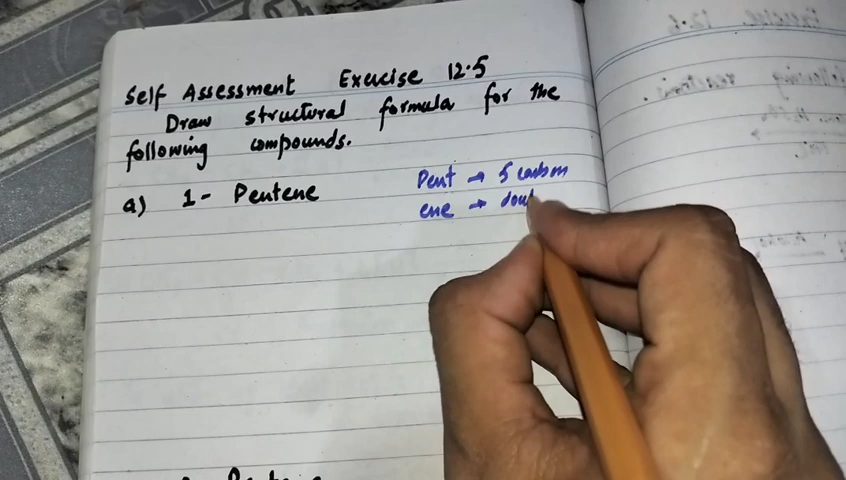 Self Assessment Exercise 12.5
Draw structural formula for the
following compounds.
a) 1- Pentene
Pent → 5 carbon
ene → doub